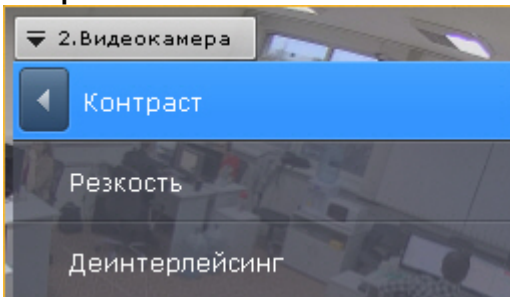 2.Видеокамера
Контраст
Резкость
Деинтерлейсинг